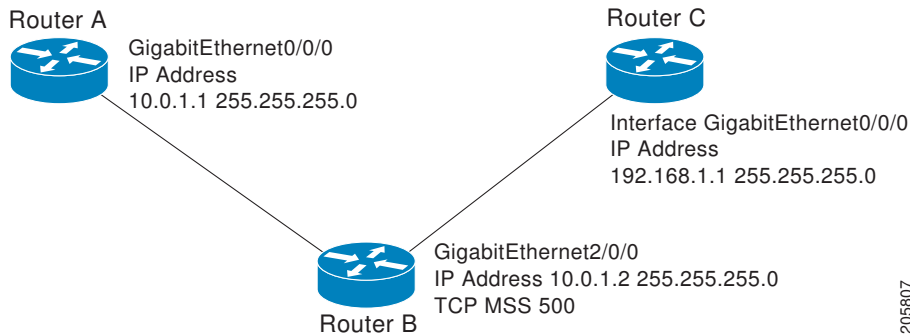 Router A
GigabitEthernet0/0/0
IP Address
10.0.1.1 255.255.255.0
Router C
Interface GigabitEthernet0/0/0
IP Address
192.168.1.1 255.255.255.0
GigabitEthernet2/0/0
IP Address 10.0.1.2 255.255.255.0
TCP MSS 500
Router B
205807